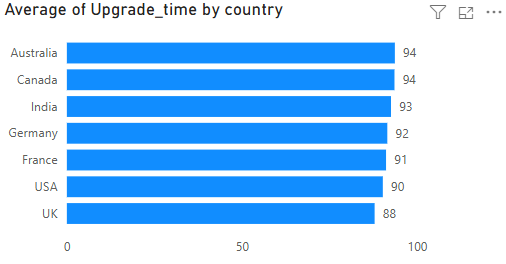 Average of Upgrade_time by country
Australia 94
Canada 94
India 93
Germany 92
France 91
USA 90
UK 88
0 50 100